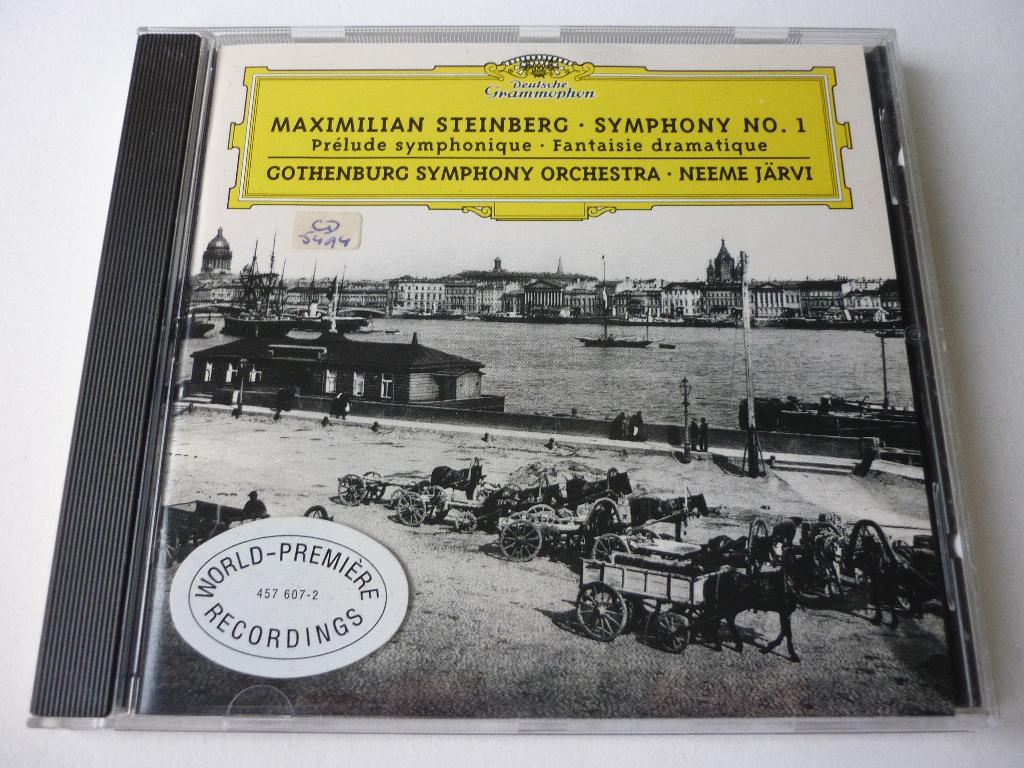 Deutsche
Grammophon
MAXIMILIAN STEINBERG · SYMPHONY NO. 1
Prélude symphonique · Fantaisie dramatique
GOTHENBURG SYMPHONY ORCHESTRA · NEEME JÄRVI
CD
5494
WORLD-PREMIÈRE
457 607-2
RECORDINGS